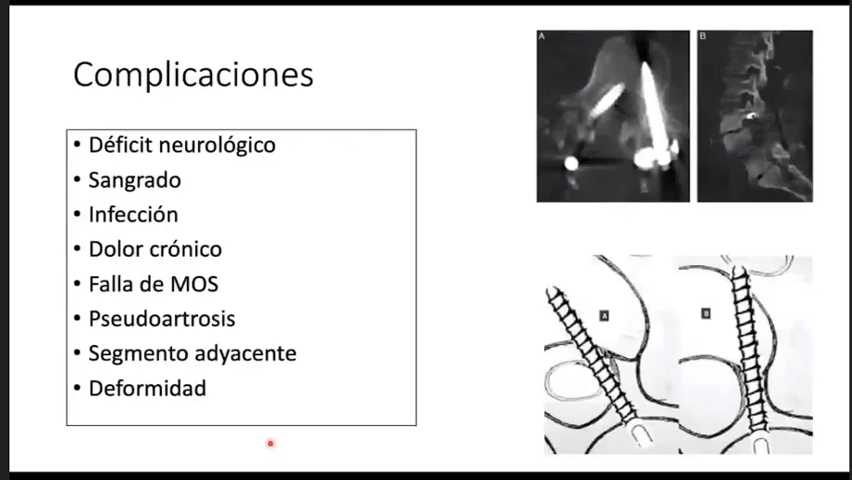 Complicaciones
• Déficit neurológico
• Sangrado
• Infección
• Dolor crónico
• Falla de MOS
• Pseudoartrosis
• Segmento adyacente
• Deformidad
A
B
A
B